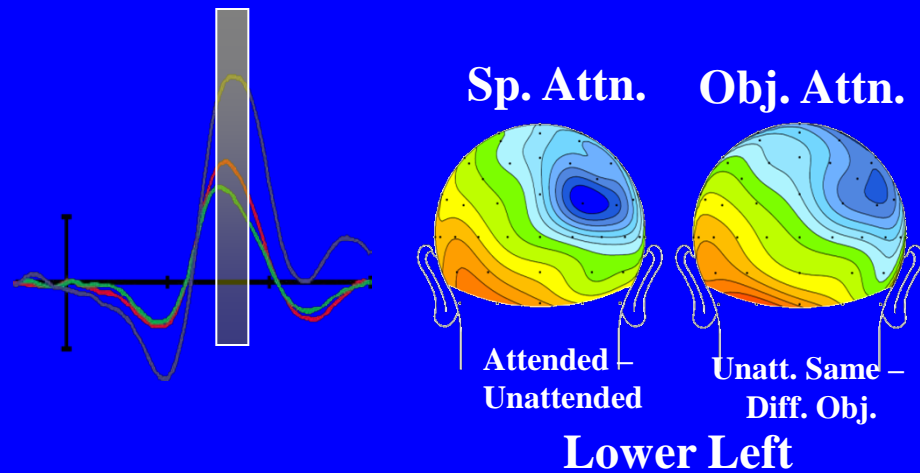 Sp. Attn.
Obj. Attn.
Attended –
Unattended
Unatt. Same –
Diff. Obj.
Lower Left